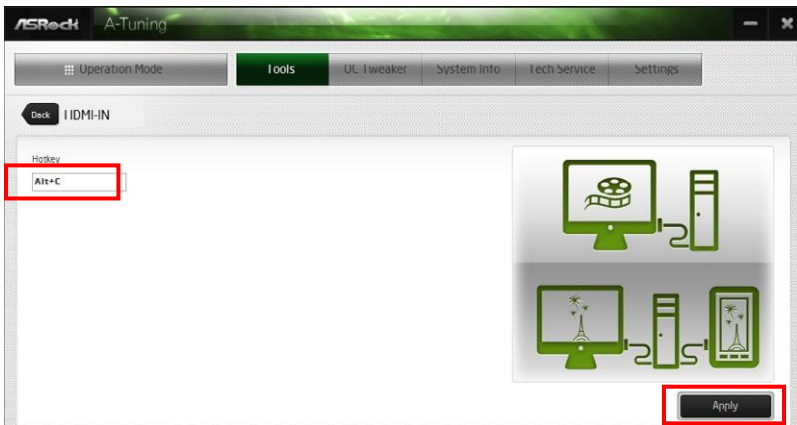 ASRock A-Tuning
Operation Mode Tools OC Tweaker System Info Tech Service Settings
Back HDMI-IN
Hotkey
Alt+C
Apply